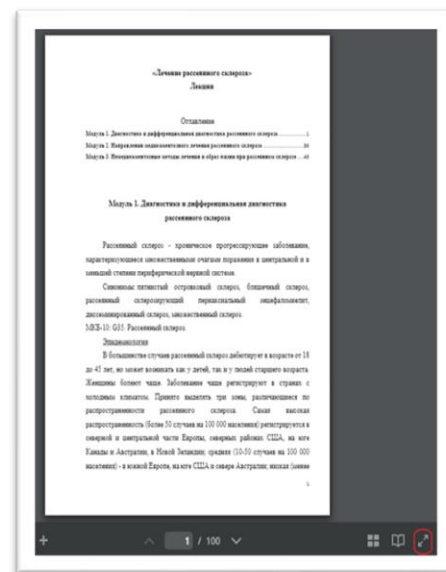 «Лечение рассеянного склероза»
Лекции
Оглавление
Модуль 1. Диагностика и дифференциальная диагностика рассеянного склероза
Модуль 2. Направления медикаментозного лечения рассеянного склероза
Модуль 3. Немедикаментозные методы лечения и образ жизни при рассеянном склерозе
Модуль 1. Диагностика и дифференциальная диагностика
рассеянного склероза
Рассеянный склероз - хроническое прогрессирующее заболевание,
характеризующееся множественными очагами поражения в центральной и в
меньшей степени периферической нервной системе.
Синонимы: пятнистый островковый склероз, бляшечный склероз,
рассеянный склерозирующий периаксиальный энцефаломиелит,
диссеминированный склероз, множественный склероз.
МКБ-10: G35. Рассеянный склероз.
Эпидемиология
В большинстве случаев рассеянный склероз дебютирует в возрасте от 18
до 45 лет, но может возникать как у детей, так и у людей старшего возраста.
Женщины болеют чаще. Заболевание чаще регистрируют в странах с
холодным климатом. Принято выделять три зоны, различающиеся по
распространенности рассеянного склероза. Самая высокая
распространенность (более 50 случаев на 100 000 населения) регистрируется в
северной и центральной части Европы, северных районах США, на юге
Канады и Австралии, в Новой Зеландии; средняя (10-50 случаев на 100 000
населения) - в южной Европе, на юге США и севере Австралии; низкая (менее
1 / 100